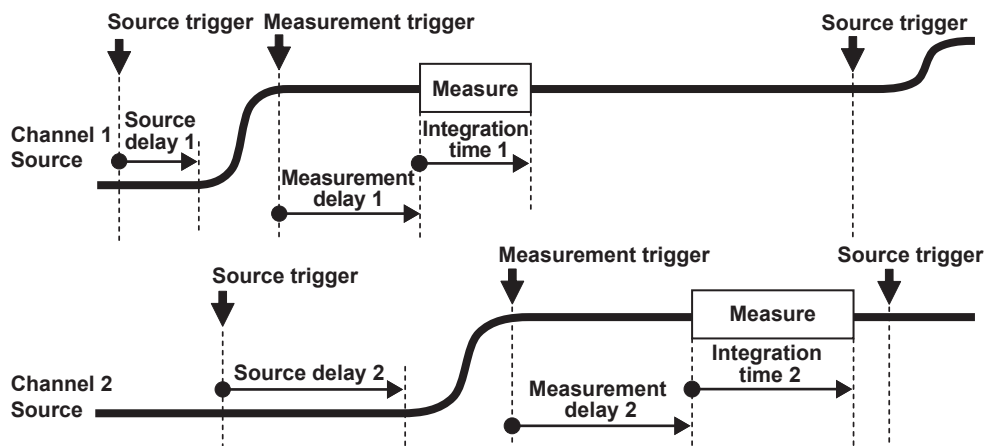 Source trigger
Measurement trigger
Source trigger
Measure
Channel 1
Source
Source
delay 1
Integration
time 1
Measurement
delay 1
Source trigger
Measurement trigger
Source trigger
Measure
Channel 2
Source
Source delay 2
Integration
time 2
Measurement
delay 2